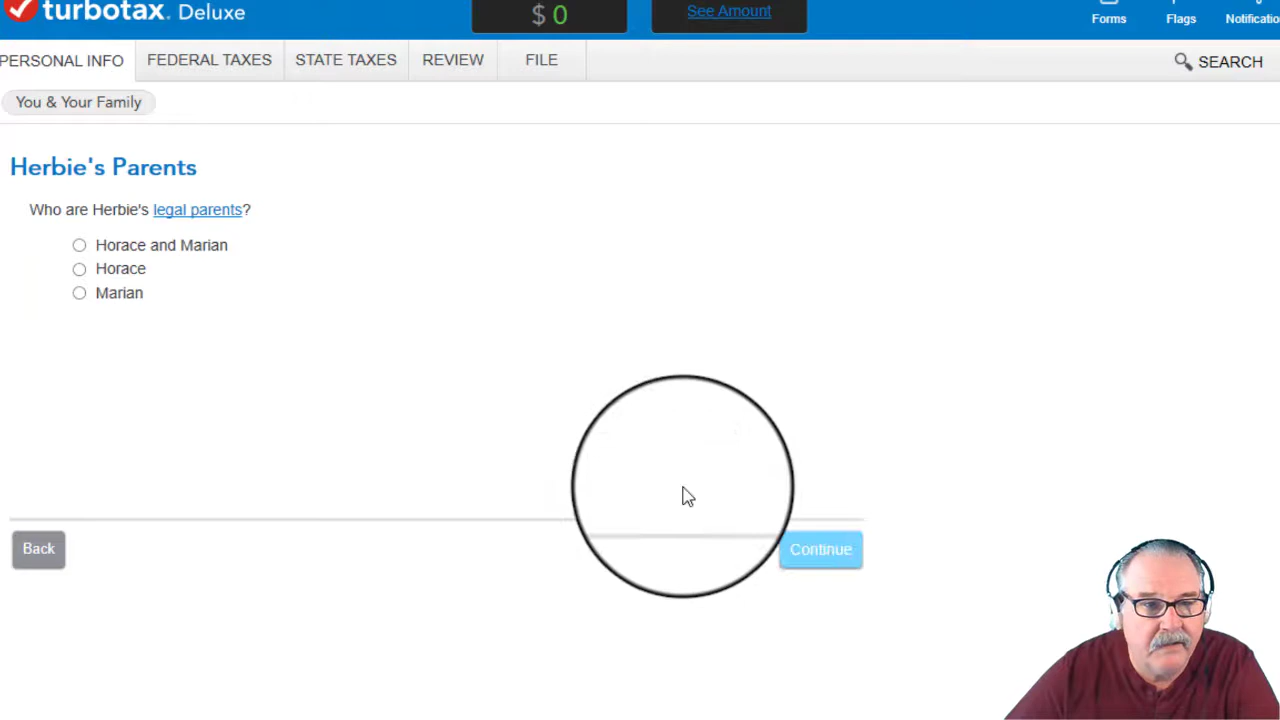 turbotax. Deluxe
$ 0
See Amount
Forms
Flags
Notificatio
PERSONAL INFO
FEDERAL TAXES
STATE TAXES
REVIEW
FILE
SEARCH
You & Your Family
Herbie's Parents
Who are Herbie's legal parents?
Horace and Marian
Horace
Marian
Back
Continue